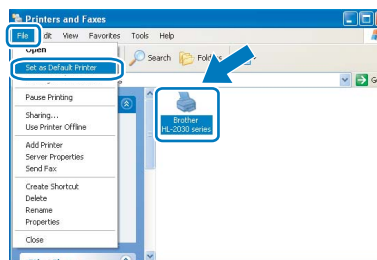 Printers and Faxes
File dit View Favorites Tools Help
Open
Search Fol
Set as Default Printer
Pause Printing
Sharing...
Use Printer Offline
Add Printer
Server Properties
Send Fax
Create Shortcut
Delete
Rename
Properties
Close
G
Brother
HL-2030 series